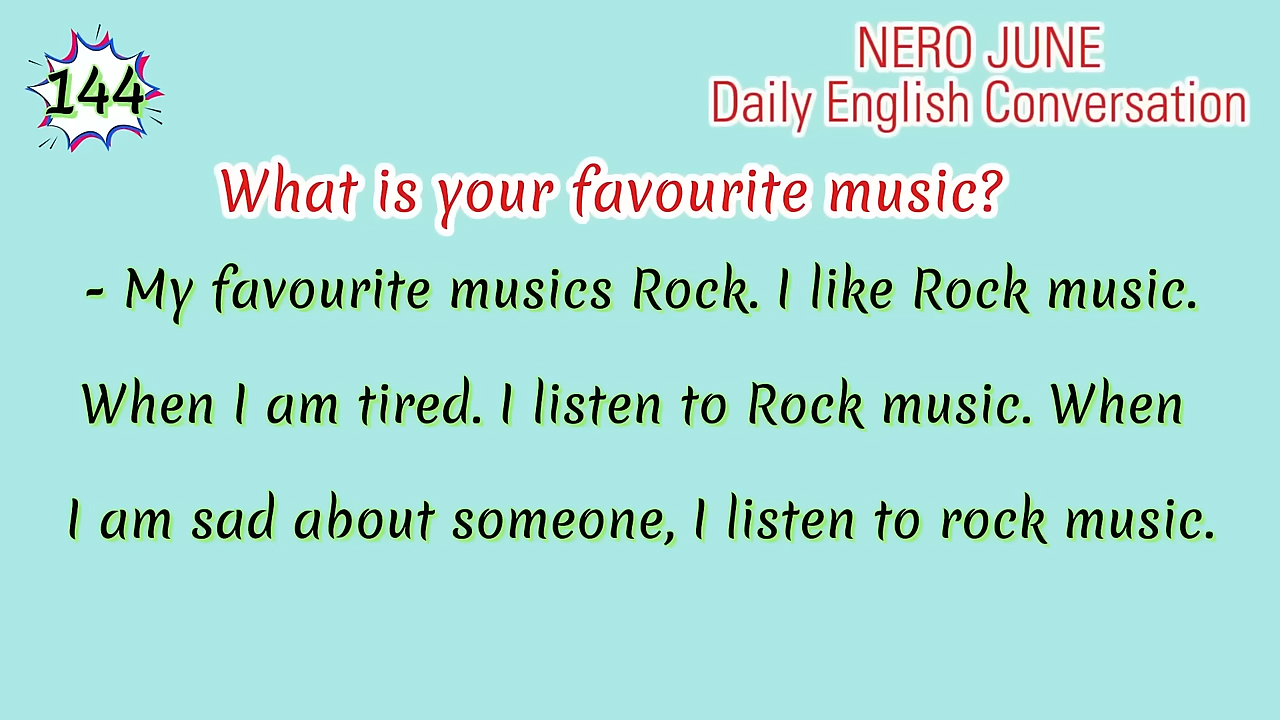 144
NERO JUNE
Daily English Conversation
What is your favourite music?
- My favourite musics Rock. I like Rock music.
When I am tired. I listen to Rock music. When
I am sad about someone, I listen to rock music.